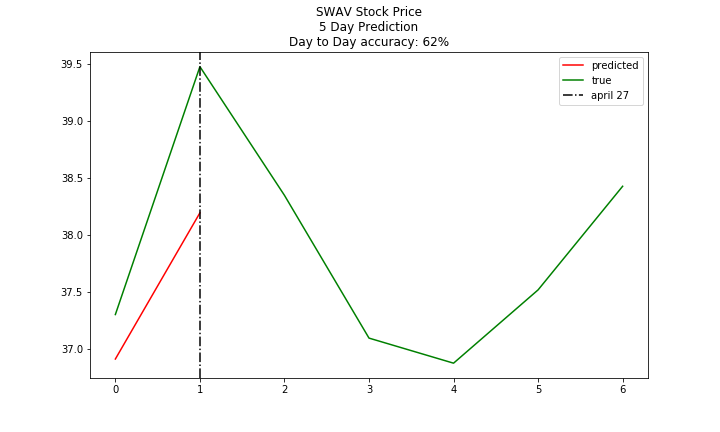 SWAV Stock Price
5 Day Prediction
Day to Day accuracy: 62%
predicted
true
april 27
39.5
39.0
38.5
38.0
37.5
37.0
0 1 2 3 4 5 6